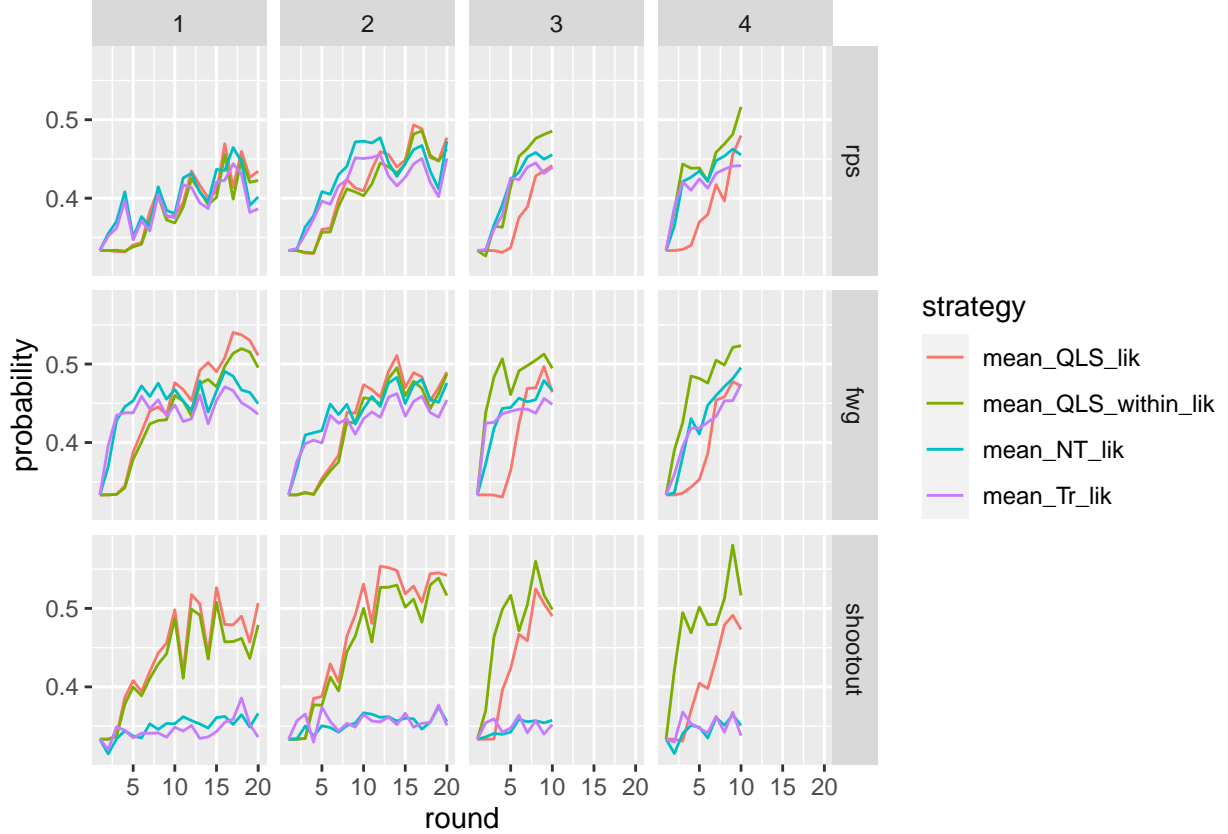 1 2 3 4
0.5
0.4
rps
0.5
0.4
fwg
0.5
0.4
shootout
probability
5 10 15 20 5 10 15 20 5 10 15 20 5 10 15 20
round
strategy
mean_QLS_lik
mean_QLS_within_lik
mean_NT_lik
mean_Tr_lik